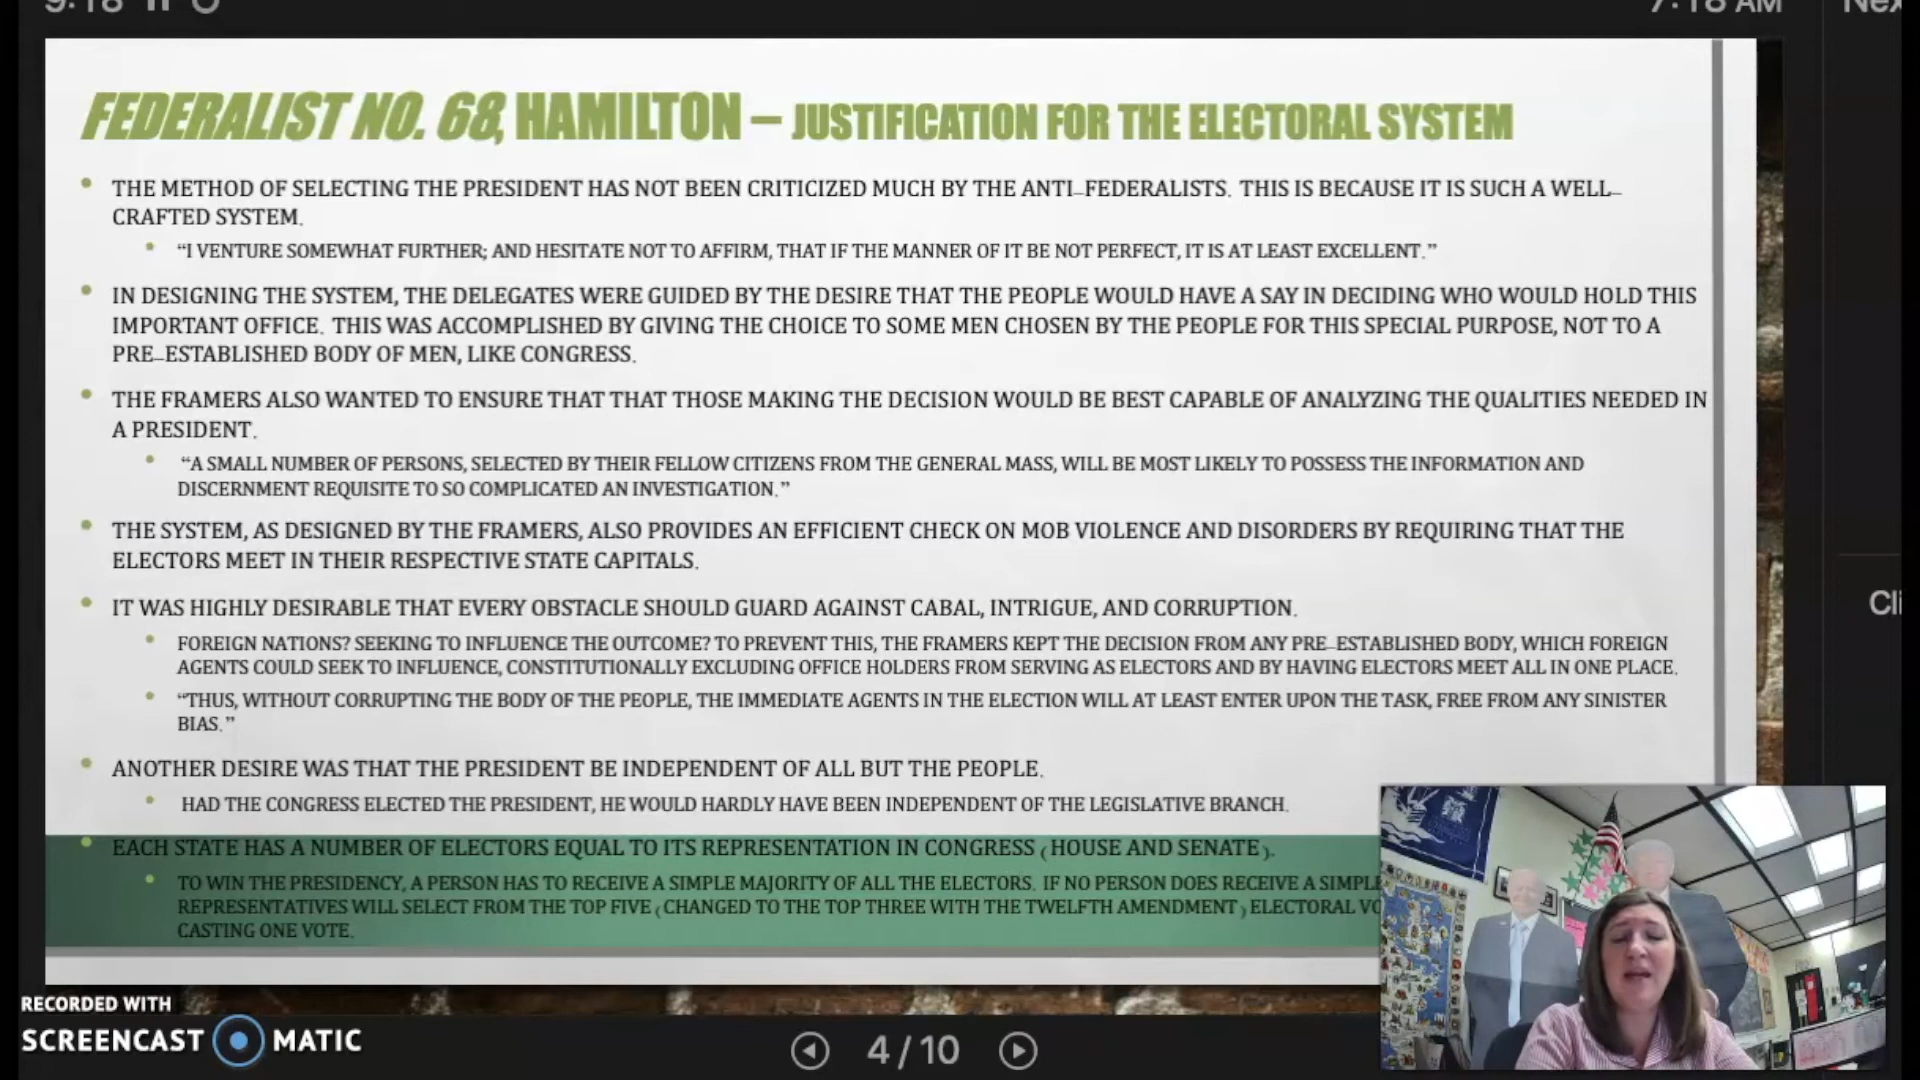 9:18
7:18 AM
Nex
FEDERALIST NO. 68, HAMILTON – JUSTIFICATION FOR THE ELECTORAL SYSTEM
• THE METHOD OF SELECTING THE PRESIDENT HAS NOT BEEN CRITICIZED MUCH BY THE ANTI-FEDERALISTS. THIS IS BECAUSE IT IS SUCH A WELL-
CRAFTED SYSTEM.
• "I VENTURE SOMEWHAT FURTHER; AND HESITATE NOT TO AFFIRM, THAT IF THE MANNER OF IT BE NOT PERFECT, IT IS AT LEAST EXCELLENT."
• IN DESIGNING THE SYSTEM, THE DELEGATES WERE GUIDED BY THE DESIRE THAT THE PEOPLE WOULD HAVE A SAY IN DECIDING WHO WOULD HOLD THIS
IMPORTANT OFFICE. THIS WAS ACCOMPLISHED BY GIVING THE CHOICE TO SOME MEN CHOSEN BY THE PEOPLE FOR THIS SPECIAL PURPOSE, NOT TO A
PRE-ESTABLISHED BODY OF MEN, LIKE CONGRESS.
• THE FRAMERS ALSO WANTED TO ENSURE THAT THAT THOSE MAKING THE DECISION WOULD BE BEST CAPABLE OF ANALYZING THE QUALITIES NEEDED IN
A PRESIDENT.
• "A SMALL NUMBER OF PERSONS, SELECTED BY THEIR FELLOW CITIZENS FROM THE GENERAL MASS, WILL BE MOST LIKELY TO POSSESS THE INFORMATION AND
DISCERNMENT REQUISITE TO SO COMPLICATED AN INVESTIGATION."
• THE SYSTEM, AS DESIGNED BY THE FRAMERS, ALSO PROVIDES AN EFFICIENT CHECK ON MOB VIOLENCE AND DISORDERS BY REQUIRING THAT THE
ELECTORS MEET IN THEIR RESPECTIVE STATE CAPITALS.
• IT WAS HIGHLY DESIRABLE THAT EVERY OBSTACLE SHOULD GUARD AGAINST CABAL, INTRIGUE, AND CORRUPTION.
Cli
• FOREIGN NATIONS? SEEKING TO INFLUENCE THE OUTCOME? TO PREVENT THIS, THE FRAMERS KEPT THE DECISION FROM ANY PRE-ESTABLISHED BODY, WHICH FOREIGN
AGENTS COULD SEEK TO INFLUENCE, CONSTITUTIONALLY EXCLUDING OFFICE HOLDERS FROM SERVING AS ELECTORS AND BY HAVING ELECTORS MEET ALL IN ONE PLACE.
• "THUS, WITHOUT CORRUPTING THE BODY OF THE PEOPLE, THE IMMEDIATE AGENTS IN THE ELECTION WILL AT LEAST ENTER UPON THE TASK, FREE FROM ANY SINISTER
BIAS."
• ANOTHER DESIRE WAS THAT THE PRESIDENT BE INDEPENDENT OF ALL BUT THE PEOPLE.
• HAD THE CONGRESS ELECTED THE PRESIDENT, HE WOULD HARDLY HAVE BEEN INDEPENDENT OF THE LEGISLATIVE BRANCH.
• EACH STATE HAS A NUMBER OF ELECTORS EQUAL TO ITS REPRESENTATION IN CONGRESS (HOUSE AND SENATE).
• TO WIN THE PRESIDENCY, A PERSON HAS TO RECEIVE A SIMPLE MAJORITY OF ALL THE ELECTORS. IF NO PERSON DOES RECEIVE A SIMPL
REPRESENTATIVES WILL SELECT FROM THE TOP FIVE (CHANGED TO THE TOP THREE WITH THE TWELFTH AMENDMENT) ELECTORAL VO
CASTING ONE VOTE.
RECORDED WITH
SCREENCAST MATIC
4 / 10